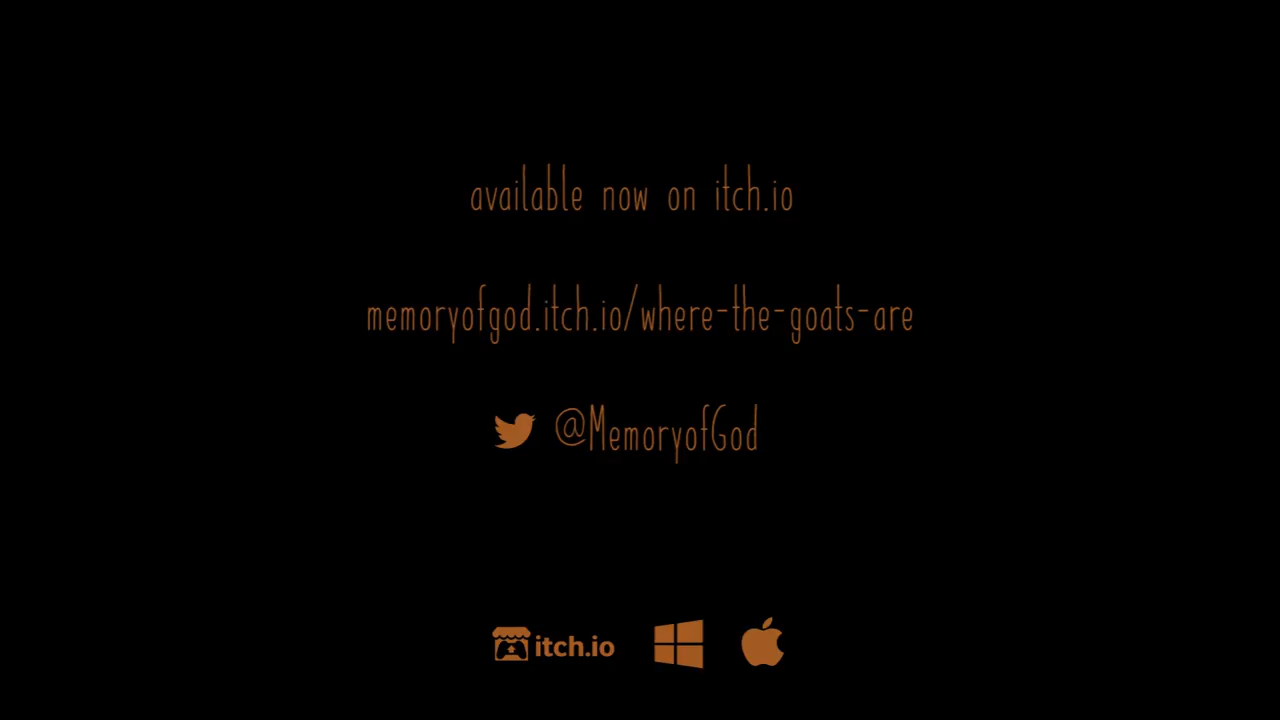 available now on itch.io
memoryofgod.itch.io/where-the-goats-are
@MemoryofGod
itch.io